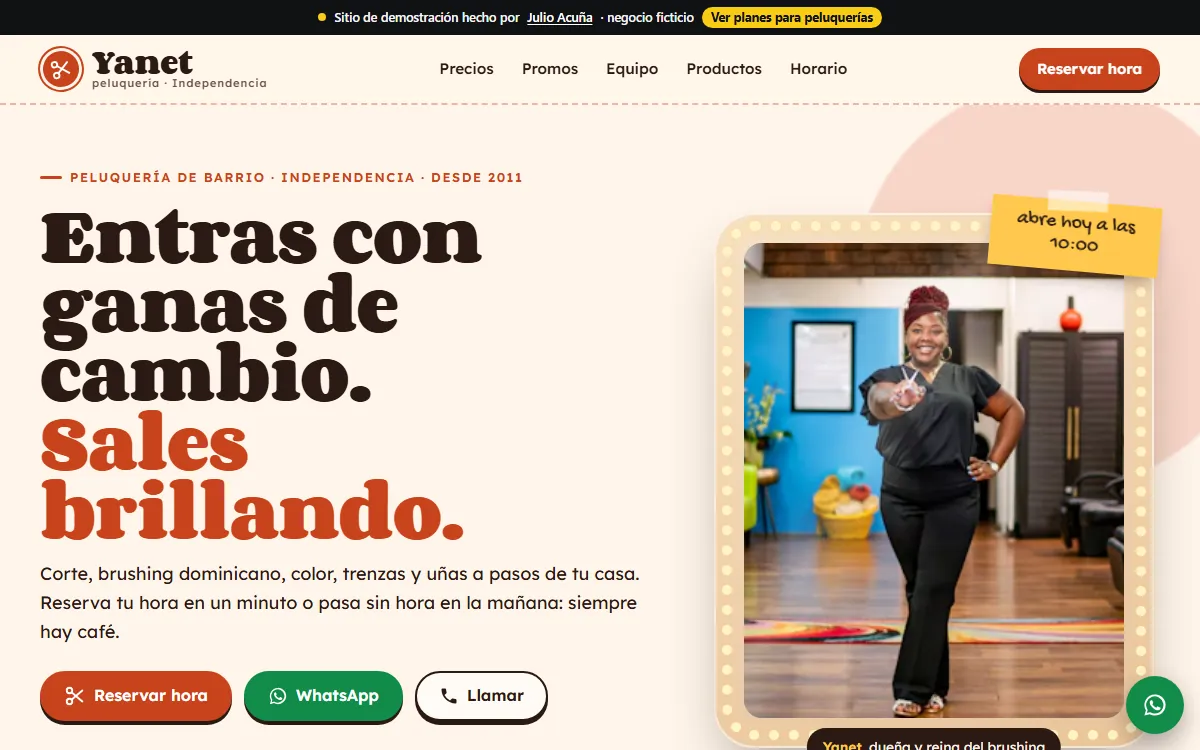 Sitio de demostración hecho por Julio Acuña · negocio ficticio Ver planes para peluquerías
Yanet
peluquería · Independencia
Precios Promos Equipo Productos Horario
Reservar hora
PELUQUERÍA DE BARRIO · INDEPENDENCIA · DESDE 2011
Entras con
ganas de
cambio.
Sales
brillando.
Corte, brushing dominicano, color, trenzas y uñas a pasos de tu casa.
Reserva tu hora en un minuto o pasa sin hora en la mañana: siempre
hay café.
Reservar hora WhatsApp Llamar
abre hoy a las
10:00
Yanet, dueña y reina del brushing